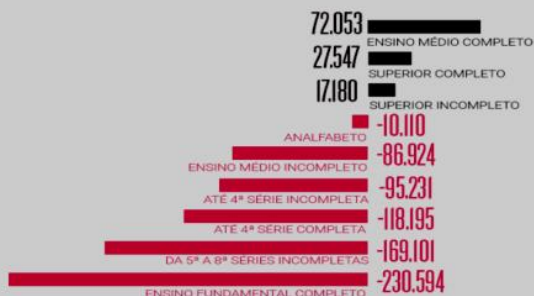 72.053
ENSINO MÉDIO COMPLETO
27.547
SUPERIOR COMPLETO
17.180
SUPERIOR INCOMPLETO
-10.110
ANALFABETO
-86.924
ENSINO MÉDIO INCOMPLETO
-95.231
ATÉ 4ª SÉRIE INCOMPLETA
-118.195
ATÉ 4ª SÉRIE COMPLETA
-169.101
DA 5ª A 8ª SÉRIES INCOMPLETAS
-230.594
ENSINO FUNDAMENTAL COMPLETO